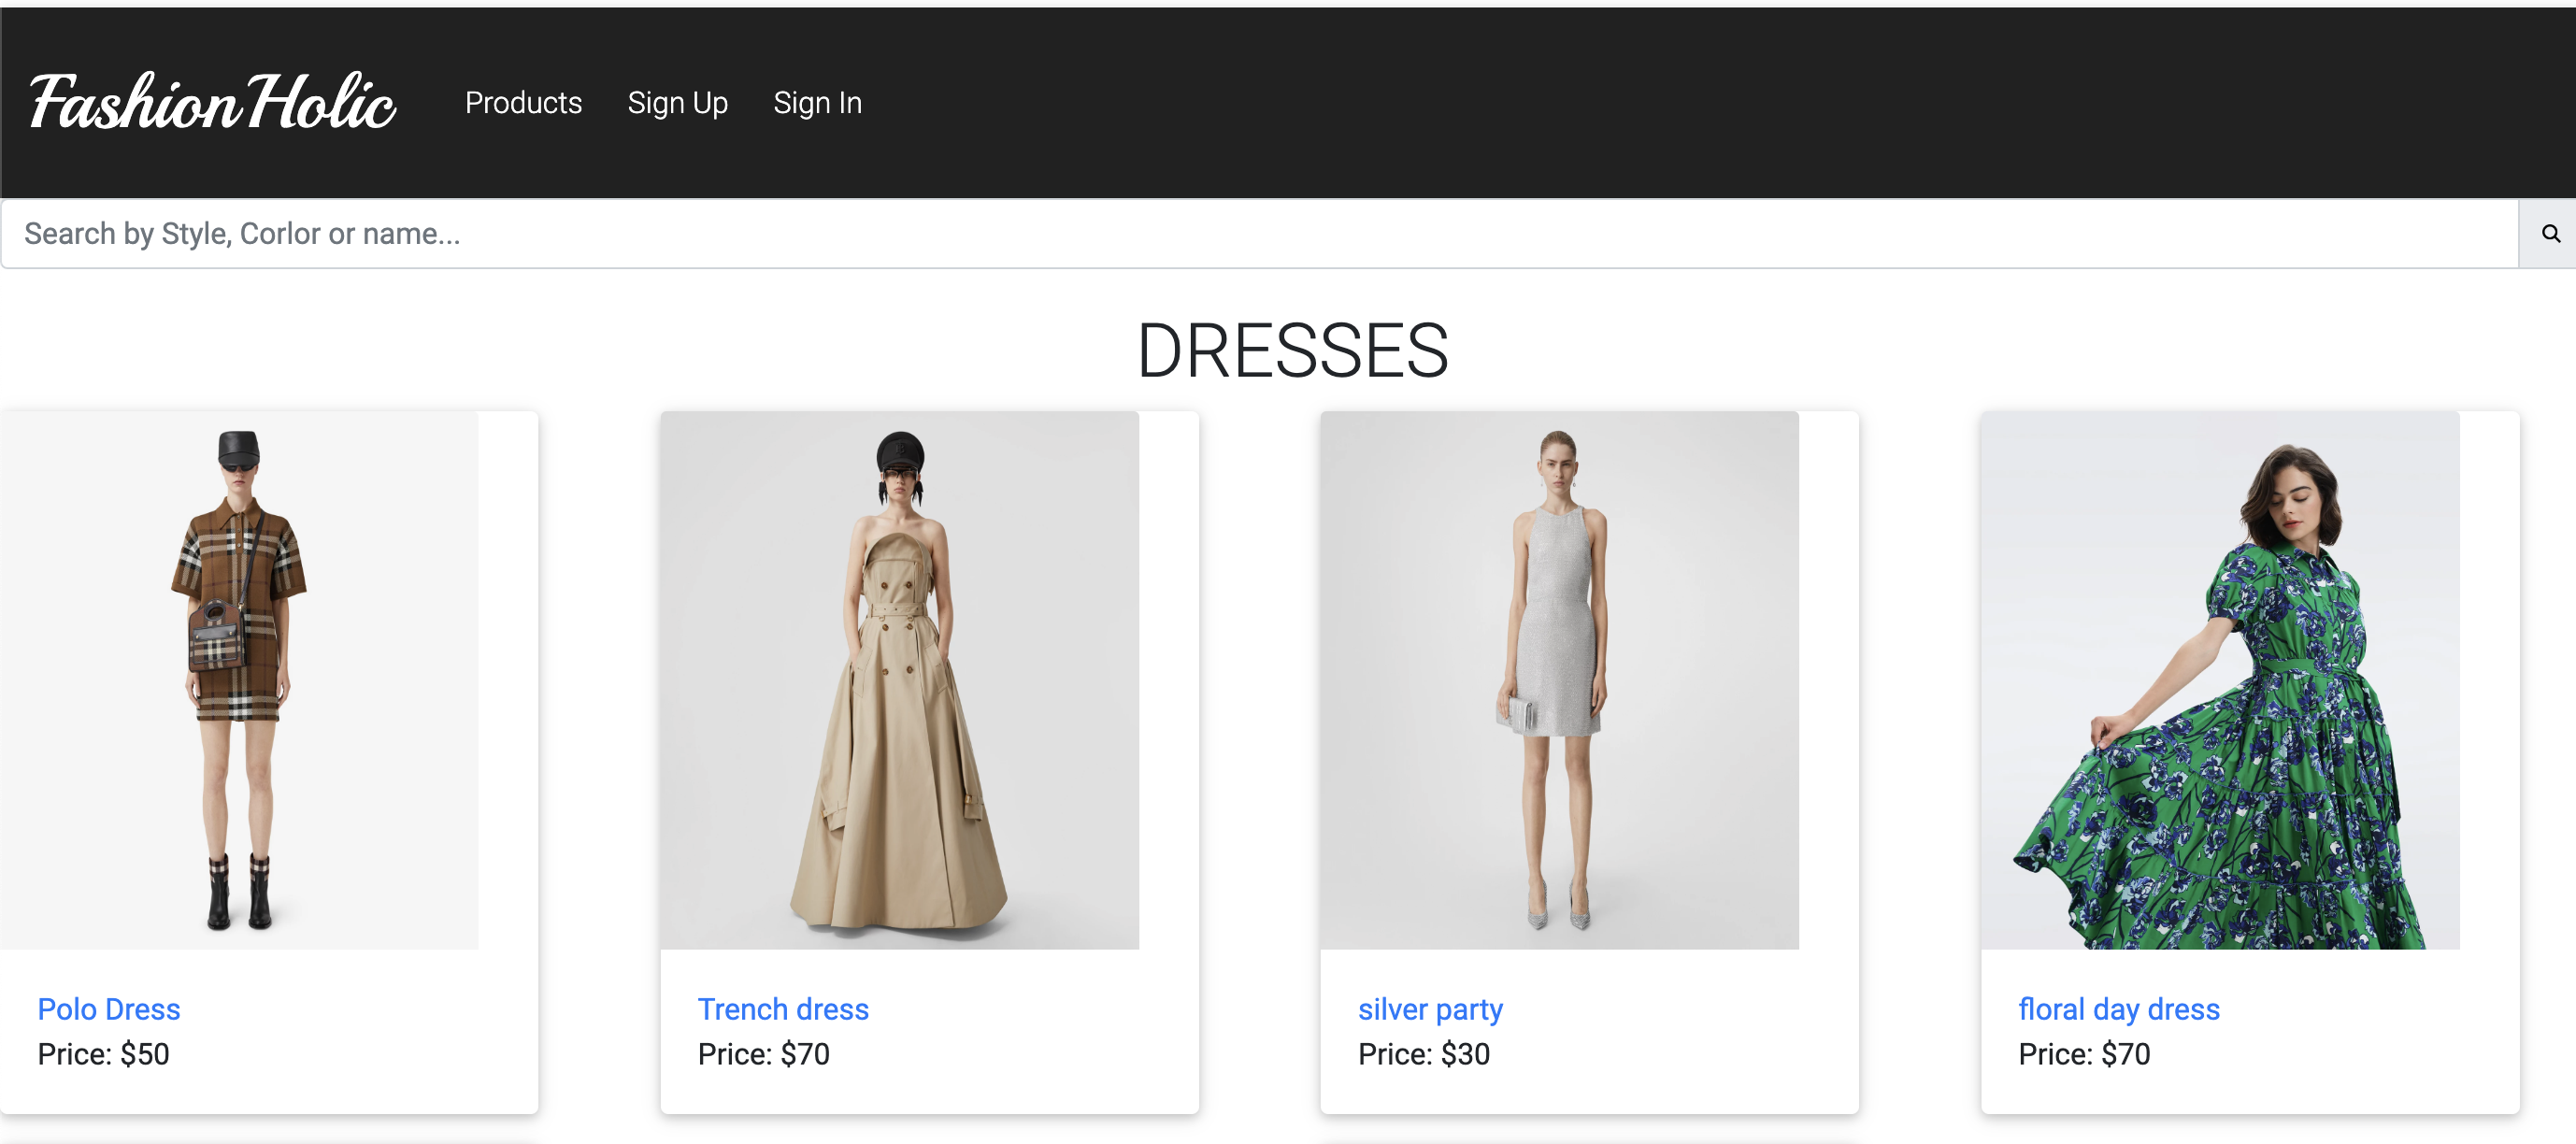 FashionHolic
Products Sign Up Sign In
Search by Style, Corlor or name...
DRESSES
Polo Dress
Price: $50
Trench dress
Price: $70
silver party
Price: $30
floral day dress
Price: $70